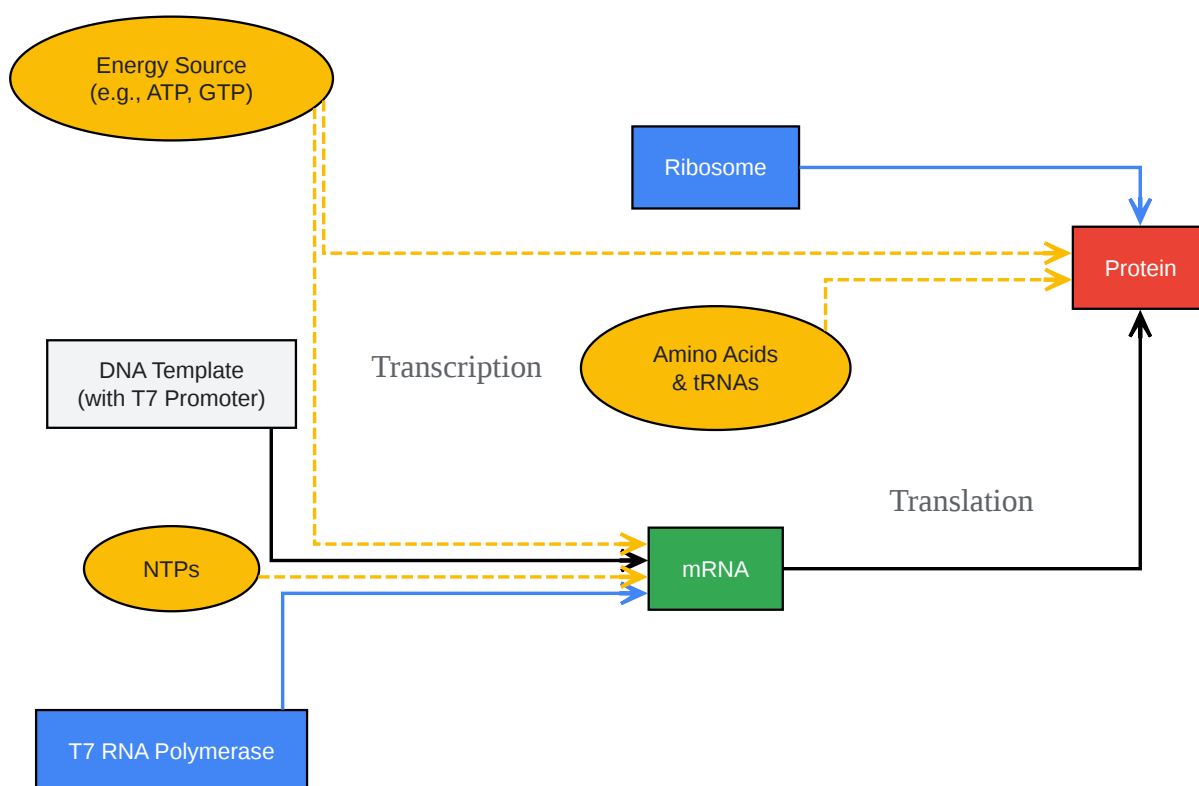 Energy Source
(e.g., ATP, GTP)
Ribosome
Protein
DNA Template
(with T7 Promoter)
Transcription
Amino Acids
& tRNAs
Translation
NTPs
mRNA
T7 RNA Polymerase